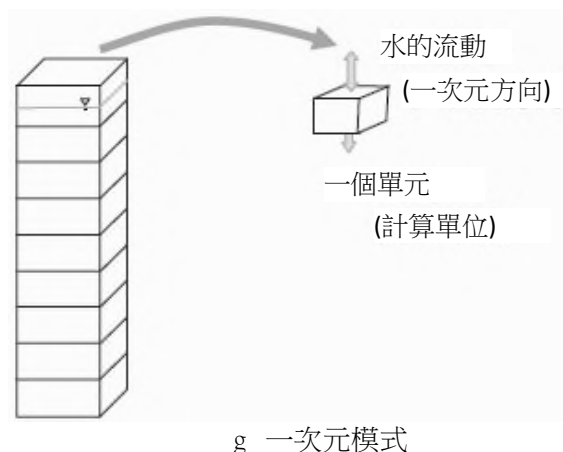 水的流動
(一次元方向)
一個單元
(計算單位)
g 一次元模式